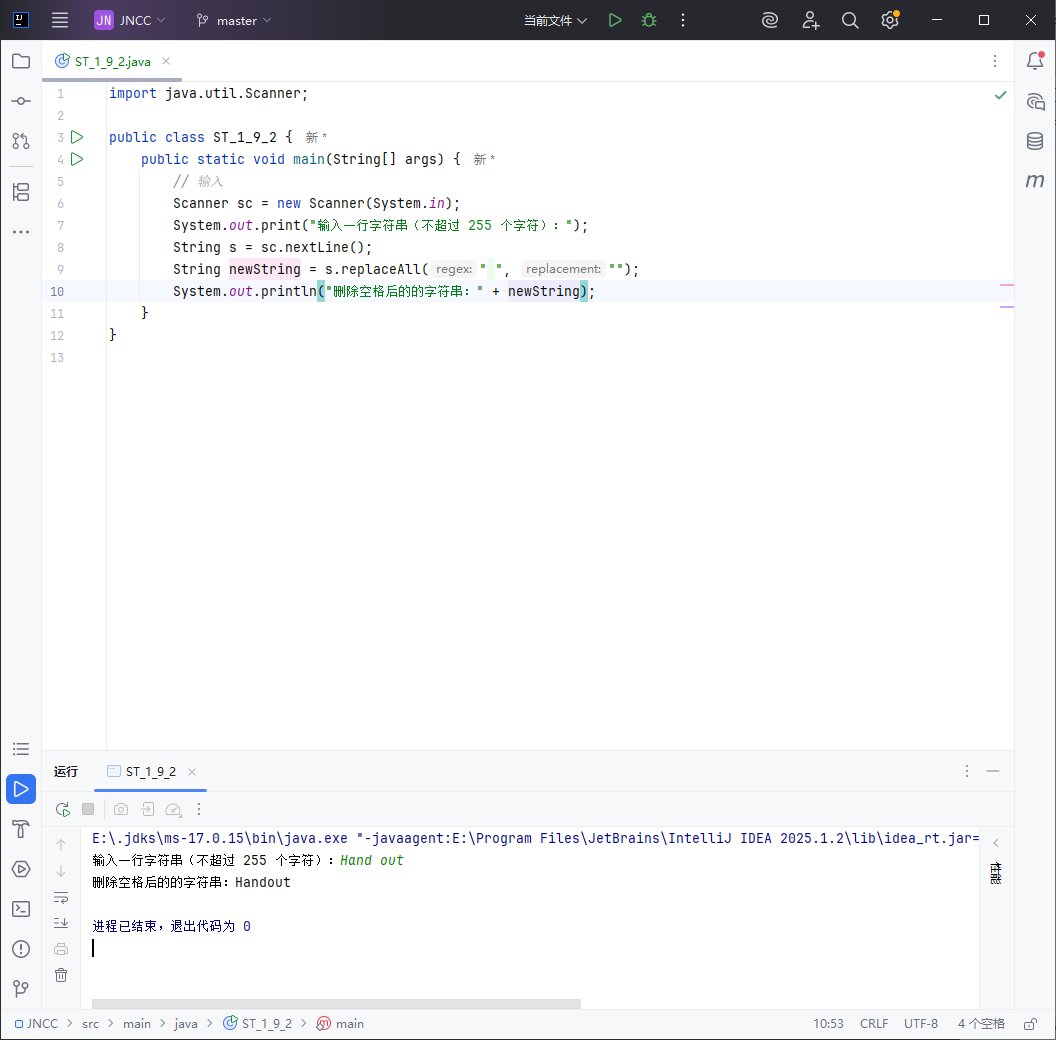 JN JNCC master 当前文件
ST_1_9_2.java
1 import java.util.Scanner;
2
3 public class ST_1_9_2 { 新 *
4 public static void main(String[] args) { 新 *
5 // 输入
6 Scanner sc = new Scanner(System.in);
7 System.out.print("输入一行字符串（不超过 255 个字符）：");
8 String s = sc.nextLine();
9 String newString = s.replaceAll( regex: " ", replacement: "");
10 System.out.println("删除空格后的的字符串：" + newString);
11 }
12 }
13
m
运行 ST_1_9_2
E:\.jdks\ms-17.0.15\bin\java.exe "-javaagent:E:\Program Files\JetBrains\IntelliJ IDEA 2025.1.2\lib\idea_rt.jar=
输入一行字符串（不超过 255 个字符）：Hand out
删除空格后的的字符串：Handout
进程已结束，退出代码为 0
JNCC > src > main > java > ST_1_9_2 > main 10:53 CRLF UTF-8 4 个空格